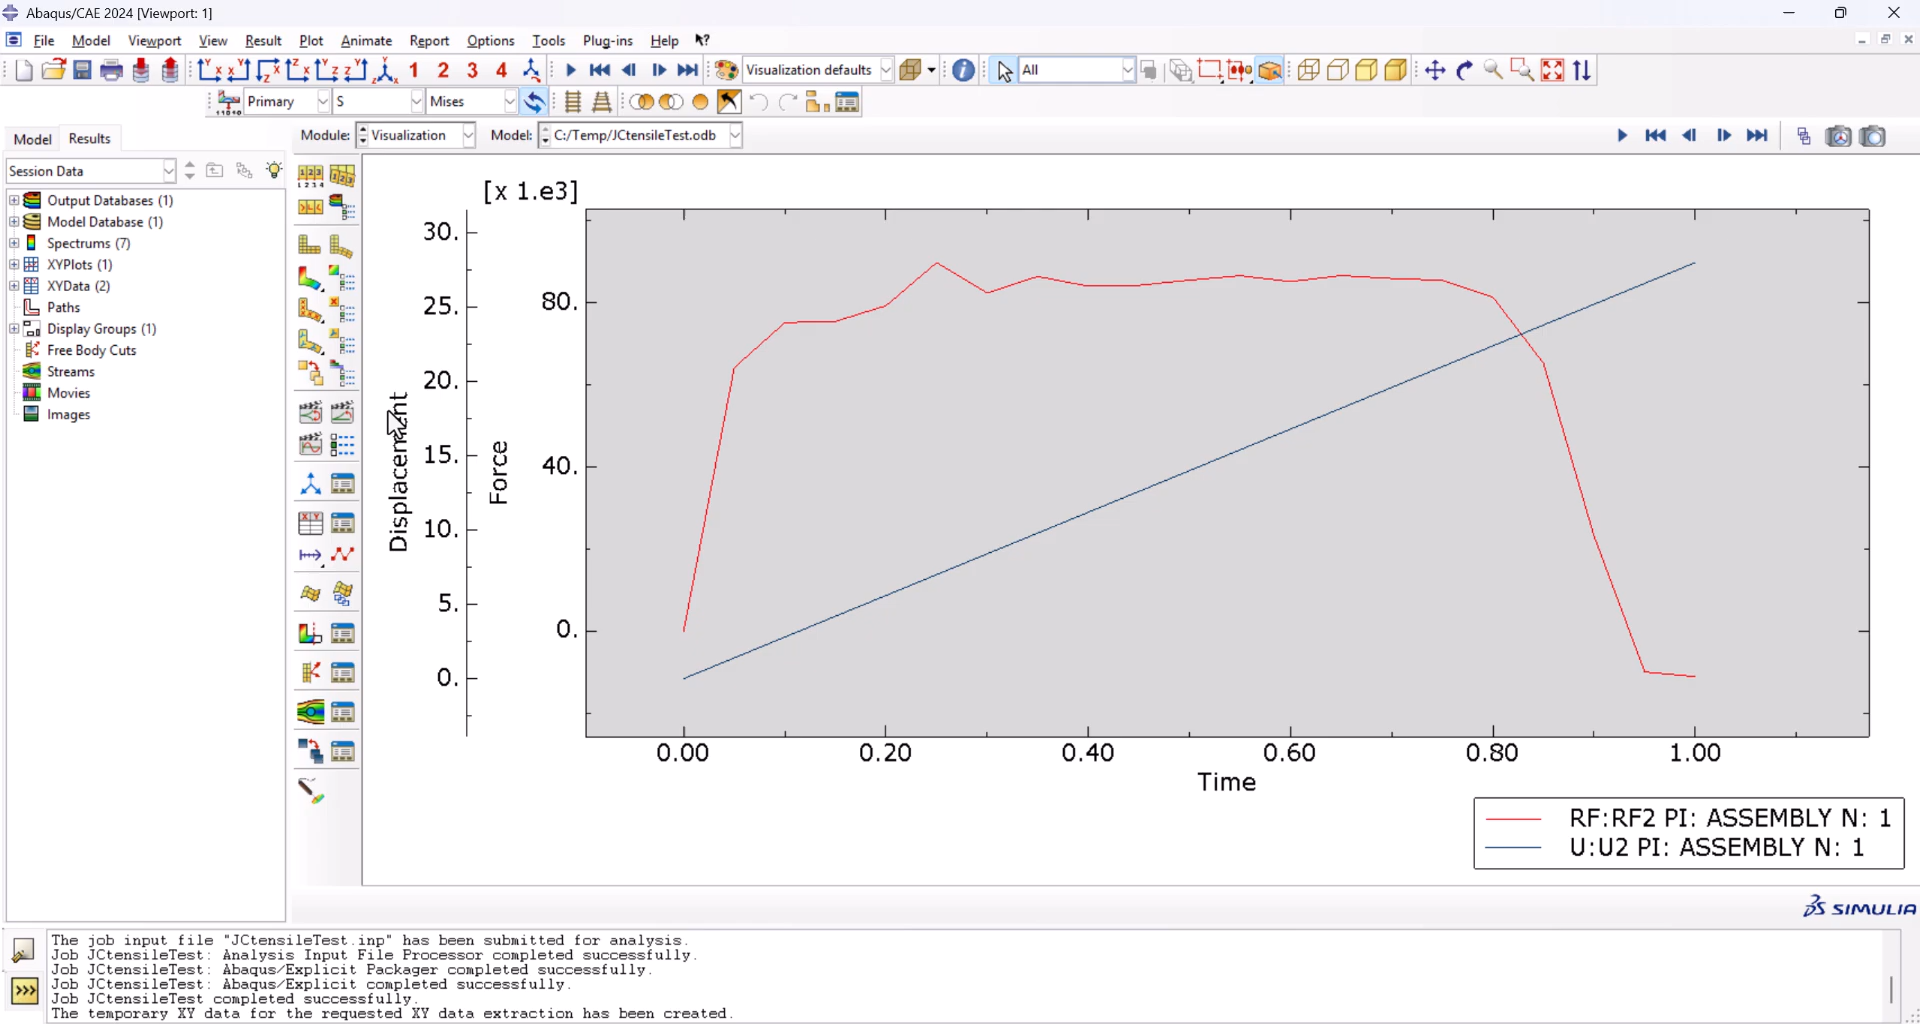 Abaqus/CAE 2024 [Viewport: 1]
File Model Viewport View Result Plot Animate Report Options Tools Plug-ins Help
1 2 3 4 Visualization defaults All
Primary S Mises
Model Results Module: Visualization Model: C:/Temp/JCtensileTest.odb
Session Data
Output Databases (1)
Model Database (1)
Spectrums (7)
XYPlots (1)
XYData (2)
Paths
Display Groups (1)
Free Body Cuts
Streams
Movies
Images
[x 1.e3]
30.
25.
20.
15.
10.
5.
0.
Displacement
Force
80.
40.
0.
0.00 0.20 0.40 0.60 0.80 1.00
Time
RF:RF2 PI: ASSEMBLY N: 1
U:U2 PI: ASSEMBLY N: 1
SIMULIA
The job input file "JCtensileTest.inp" has been submitted for analysis.
Job JCtensileTest: Analysis Input File Processor completed successfully.
Job JCtensileTest: Abaqus/Explicit Packager completed successfully.
Job JCtensileTest: Abaqus/Explicit completed successfully.
Job JCtensileTest completed successfully.
The temporary XY data for the requested XY data extraction has been created.